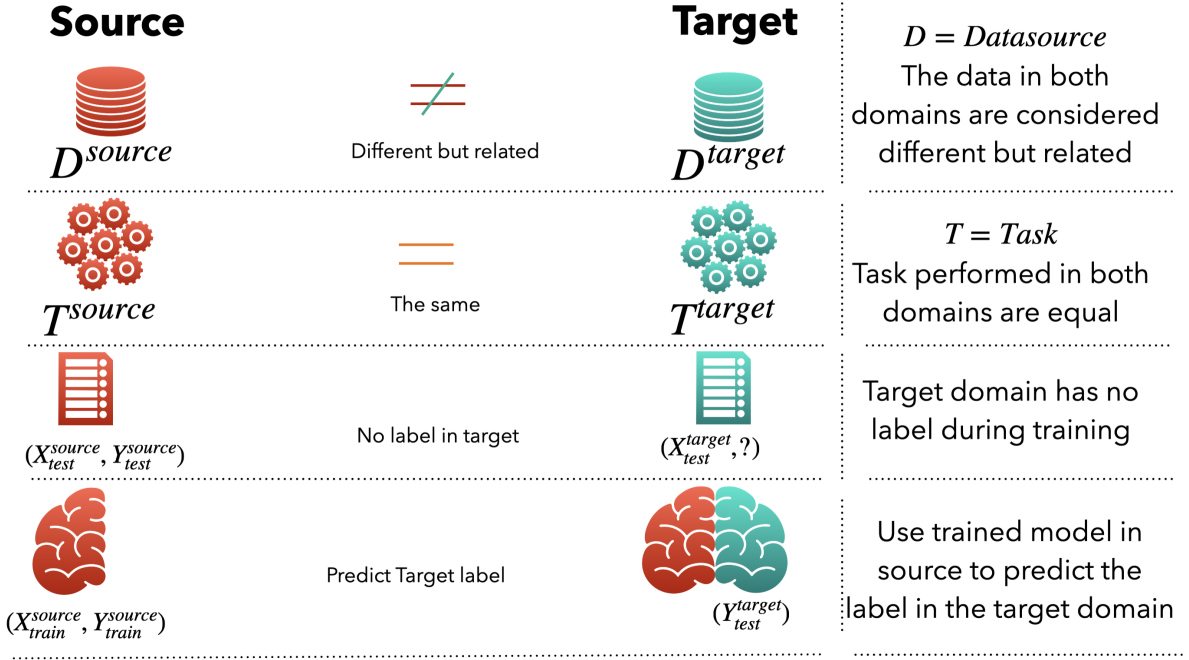 Source
Target
D = Datasource
The data in both
domains are considered
different but related
≠
Different but related
D^source
D^target
T = Task
Task performed in both
domains are equal
=
The same
T^source
T^target
Target domain has no
label during training
No label in target
(X^source_test, Y^source_test)
(X^target_test, ?)
Use trained model in
source to predict the
label in the target domain
Predict Target label
(X^source_train, Y^source_train)
(Y^target_test)